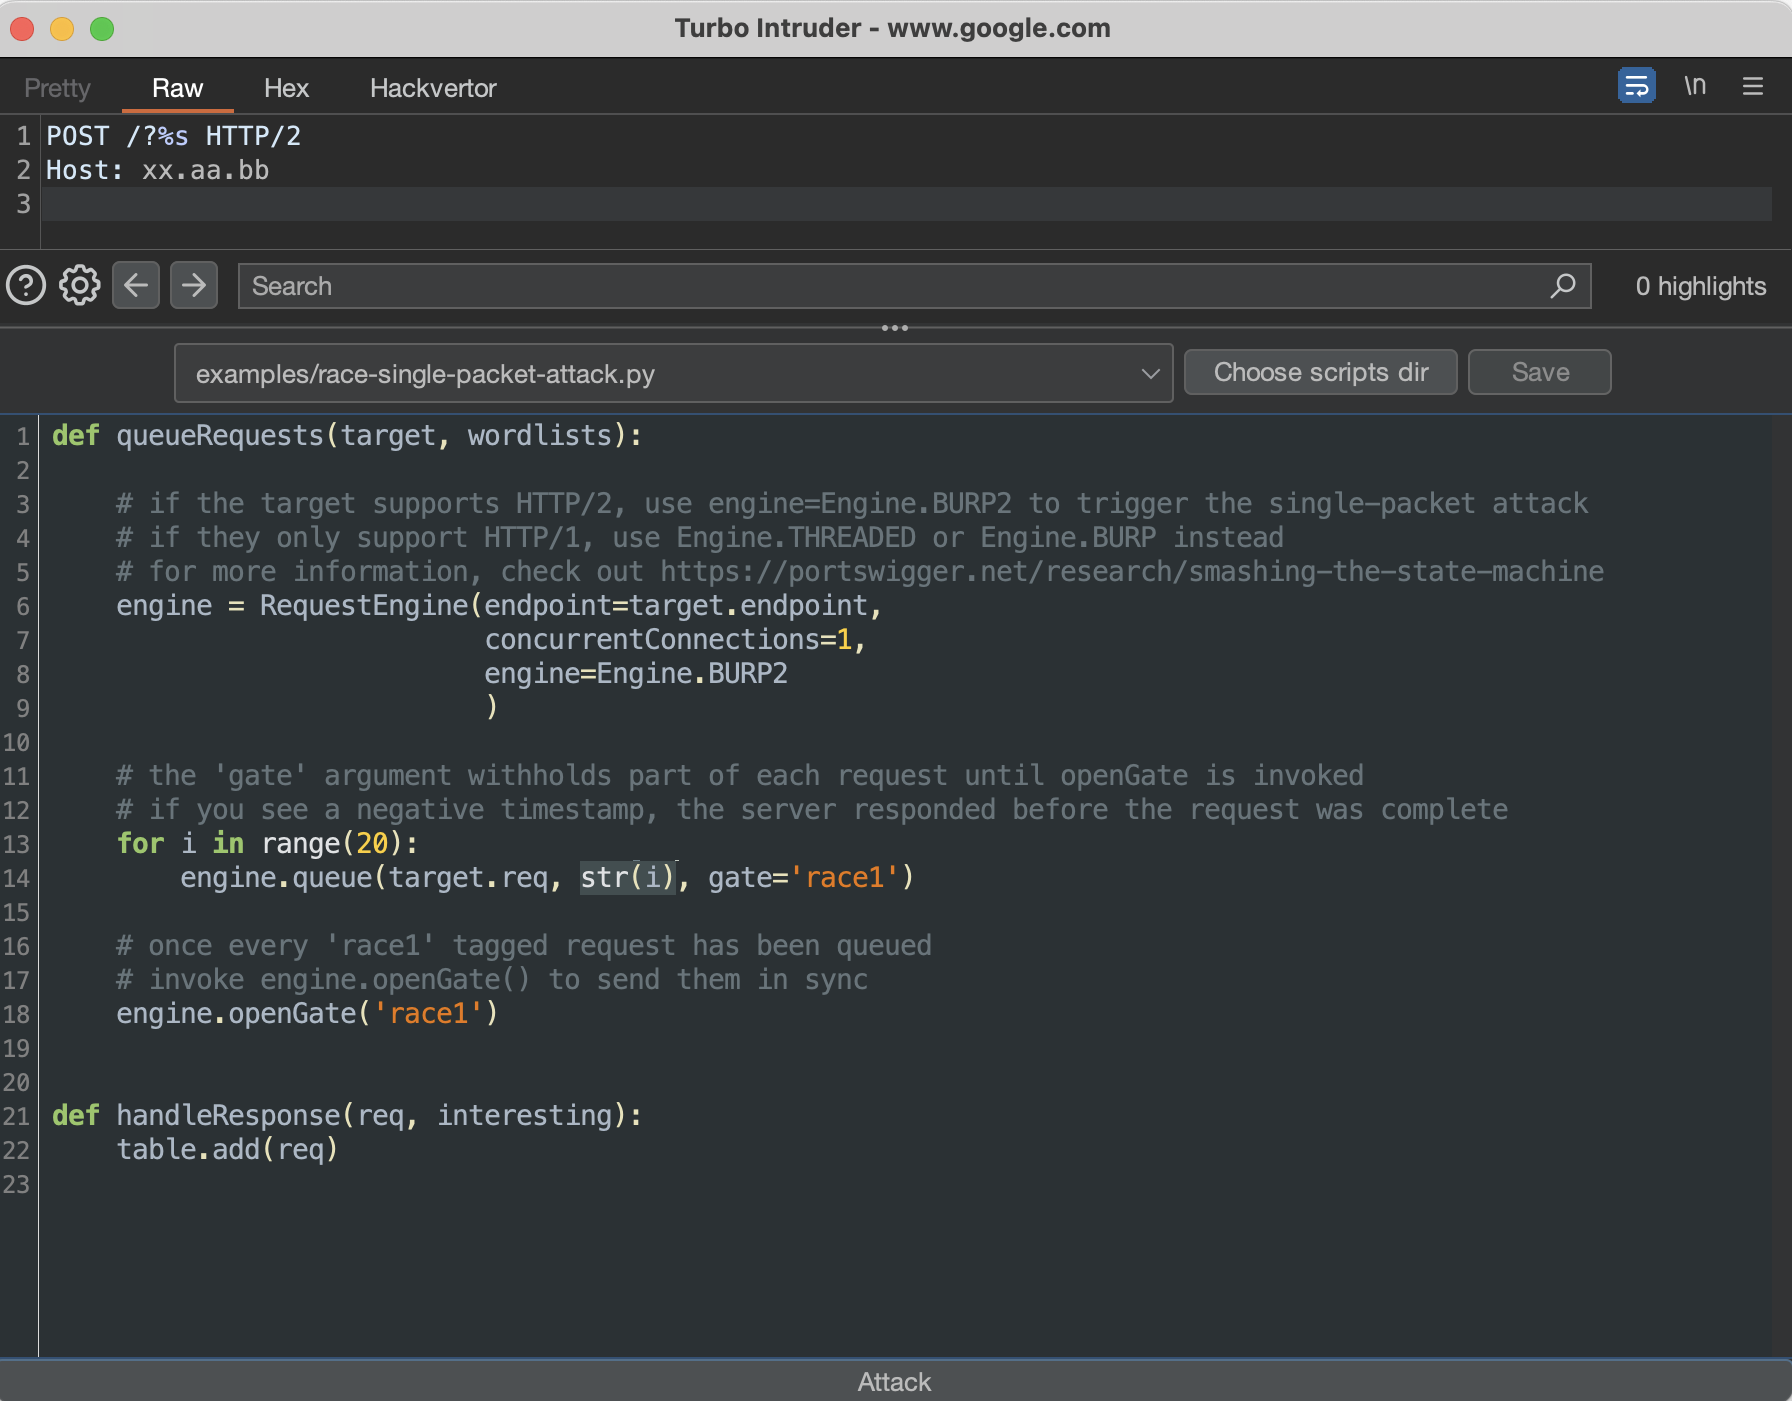 Turbo Intruder - www.google.com
Pretty Raw Hex Hackvertor \n
1 POST /?%s HTTP/2
2 Host: xx.aa.bb
3
Search 0 highlights
examples/race-single-packet-attack.py Choose scripts dir Save
1 def queueRequests(target, wordlists):
2
3 # if the target supports HTTP/2, use engine=Engine.BURP2 to trigger the single-packet attack
4 # if they only support HTTP/1, use Engine.THREADED or Engine.BURP instead
5 # for more information, check out https://portswigger.net/research/smashing-the-state-machine
6 engine = RequestEngine(endpoint=target.endpoint,
7 concurrentConnections=1,
8 engine=Engine.BURP2
9 )
10
11 # the 'gate' argument withholds part of each request until openGate is invoked
12 # if you see a negative timestamp, the server responded before the request was complete
13 for i in range(20):
14 engine.queue(target.req, str(i), gate='race1')
15
16 # once every 'race1' tagged request has been queued
17 # invoke engine.openGate() to send them in sync
18 engine.openGate('race1')
19
20
21 def handleResponse(req, interesting):
22 table.add(req)
23
Attack